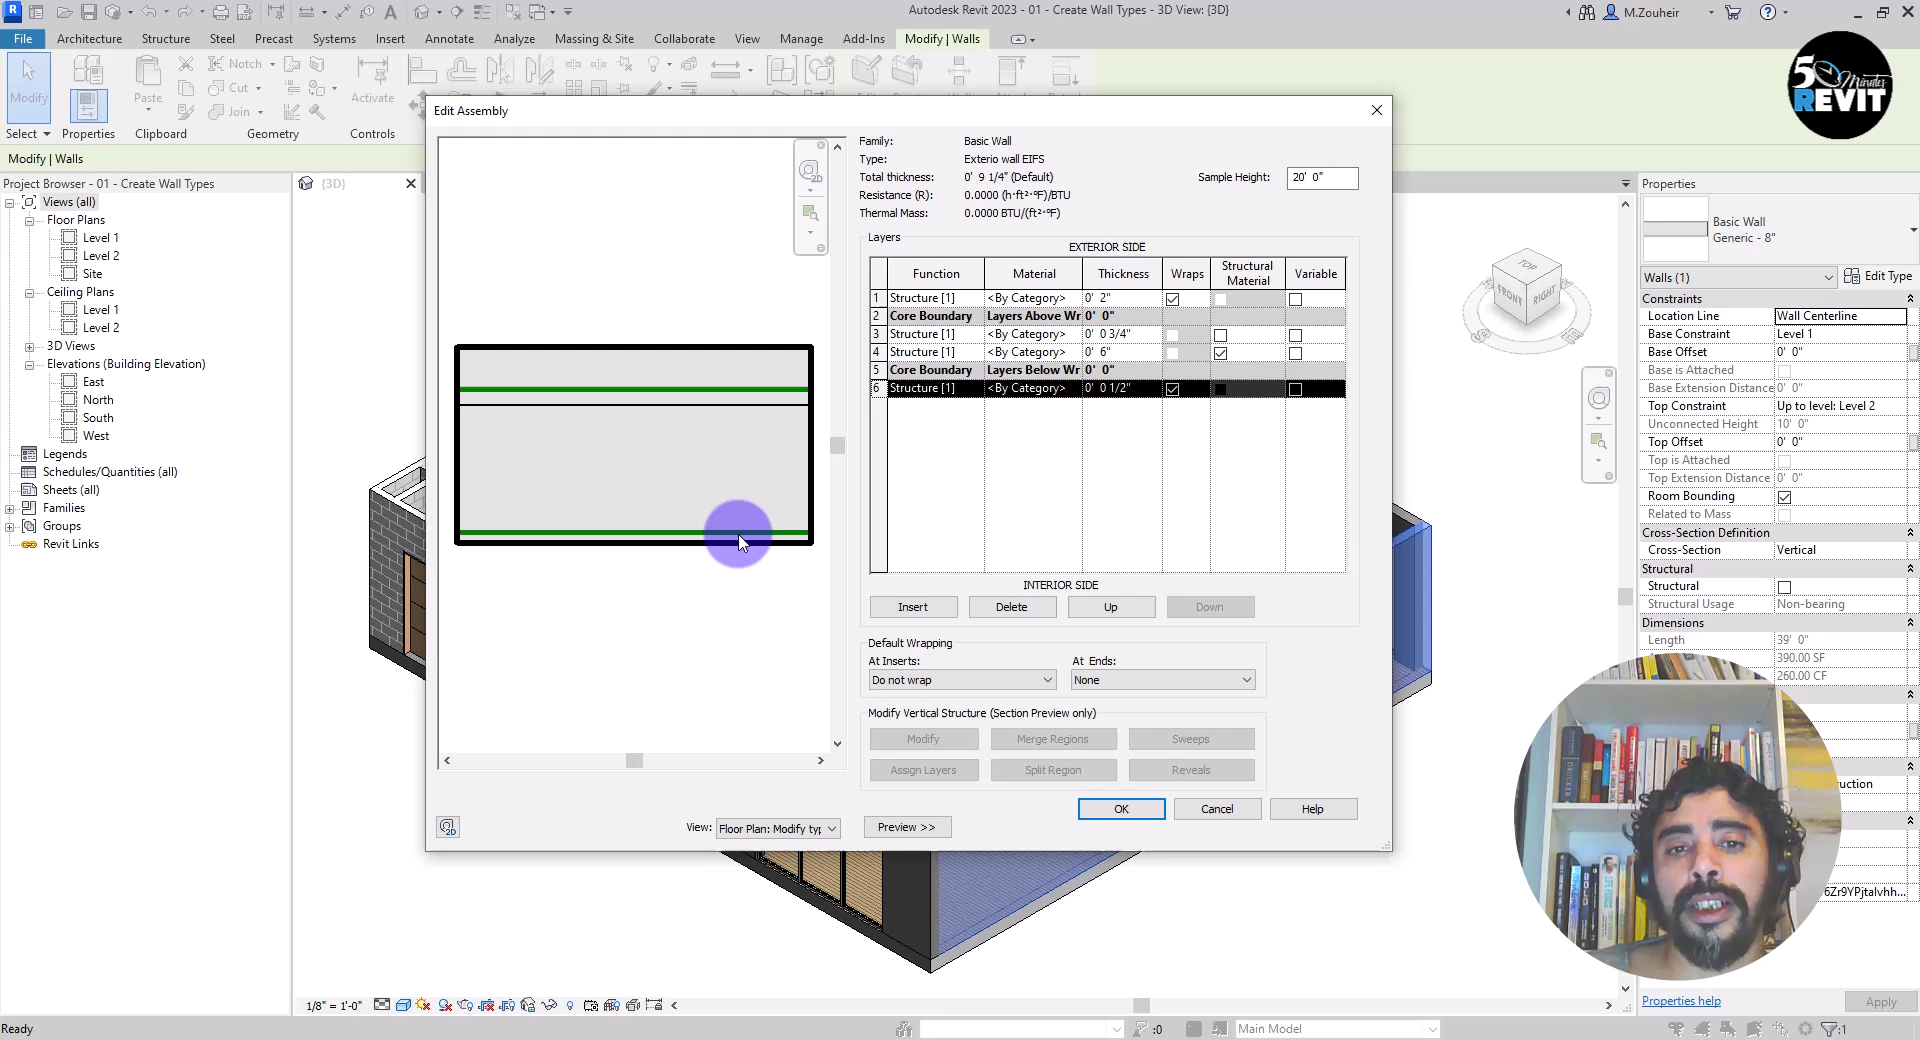 Autodesk Revit 2023 - 01 - Create Wall Types - 3D View: {3D}
M.Zouheir
File
Architecture
Structure
Steel
Precast
Systems
Insert
Annotate
Analyze
Massing & Site
Collaborate
View
Manage
Add-Ins
Modify | Walls
Modify
Paste
Notch
Cut
Join
Activate
Select
Properties
Clipboard
Geometry
Controls
50 Minutes
REVIT
Modify | Walls
Project Browser - 01 - Create Wall Types
Views (all)
Floor Plans
Level 1
Level 2
Site
Ceiling Plans
Level 1
Level 2
3D Views
Elevations (Building Elevation)
East
North
South
West
Legends
Schedules/Quantities (all)
Sheets (all)
Families
Groups
Revit Links
{3D}
Edit Assembly
Family: Basic Wall
Type: Exterio wall EIFS
Total thickness: 0' 9 1/4" (Default)
Resistance (R): 0.0000 (h·ft²·°F)/BTU
Thermal Mass: 0.0000 BTU/(ft²·°F)
Sample Height: 20' 0"
Layers
EXTERIOR SIDE
Function Material Thickness Wraps Structural Material Variable
1 Structure [1] <By Category> 0' 2"
2 Core Boundary Layers Above Wr 0' 0"
3 Structure [1] <By Category> 0' 0 3/4"
4 Structure [1] <By Category> 0' 6"
5 Core Boundary Layers Below Wr 0' 0"
6 Structure [1] <By Category> 0' 0 1/2"
INTERIOR SIDE
Insert Delete Up Down
Default Wrapping
At Inserts: At Ends:
Do not wrap None
Modify Vertical Structure (Section Preview only)
Modify Merge Regions Sweeps
Assign Layers Split Region Reveals
OK Cancel Help
View: Floor Plan: Modify typ Preview >>
TOP
FRONT
RIGHT
Properties
Basic Wall
Generic - 8"
Walls (1) Edit Type
Constraints
Location Line Wall Centerline
Base Constraint Level 1
Base Offset 0' 0"
Base is Attached
Base Extension Distance 0' 0"
Top Constraint Up to level: Level 2
Unconnected Height 10' 0"
Top Offset 0' 0"
Top is Attached
Top Extension Distance 0' 0"
Room Bounding
Related to Mass
Cross-Section Definition
Cross-Section Vertical
Structural
Structural
Structural Usage Non-bearing
Dimensions
Length 39' 0"
390.00 SF
260.00 CF
ruction
6Zr9YPjtalvhh...
Properties help Apply
1/8" = 1'-0"
Ready
:0
Main Model
:1